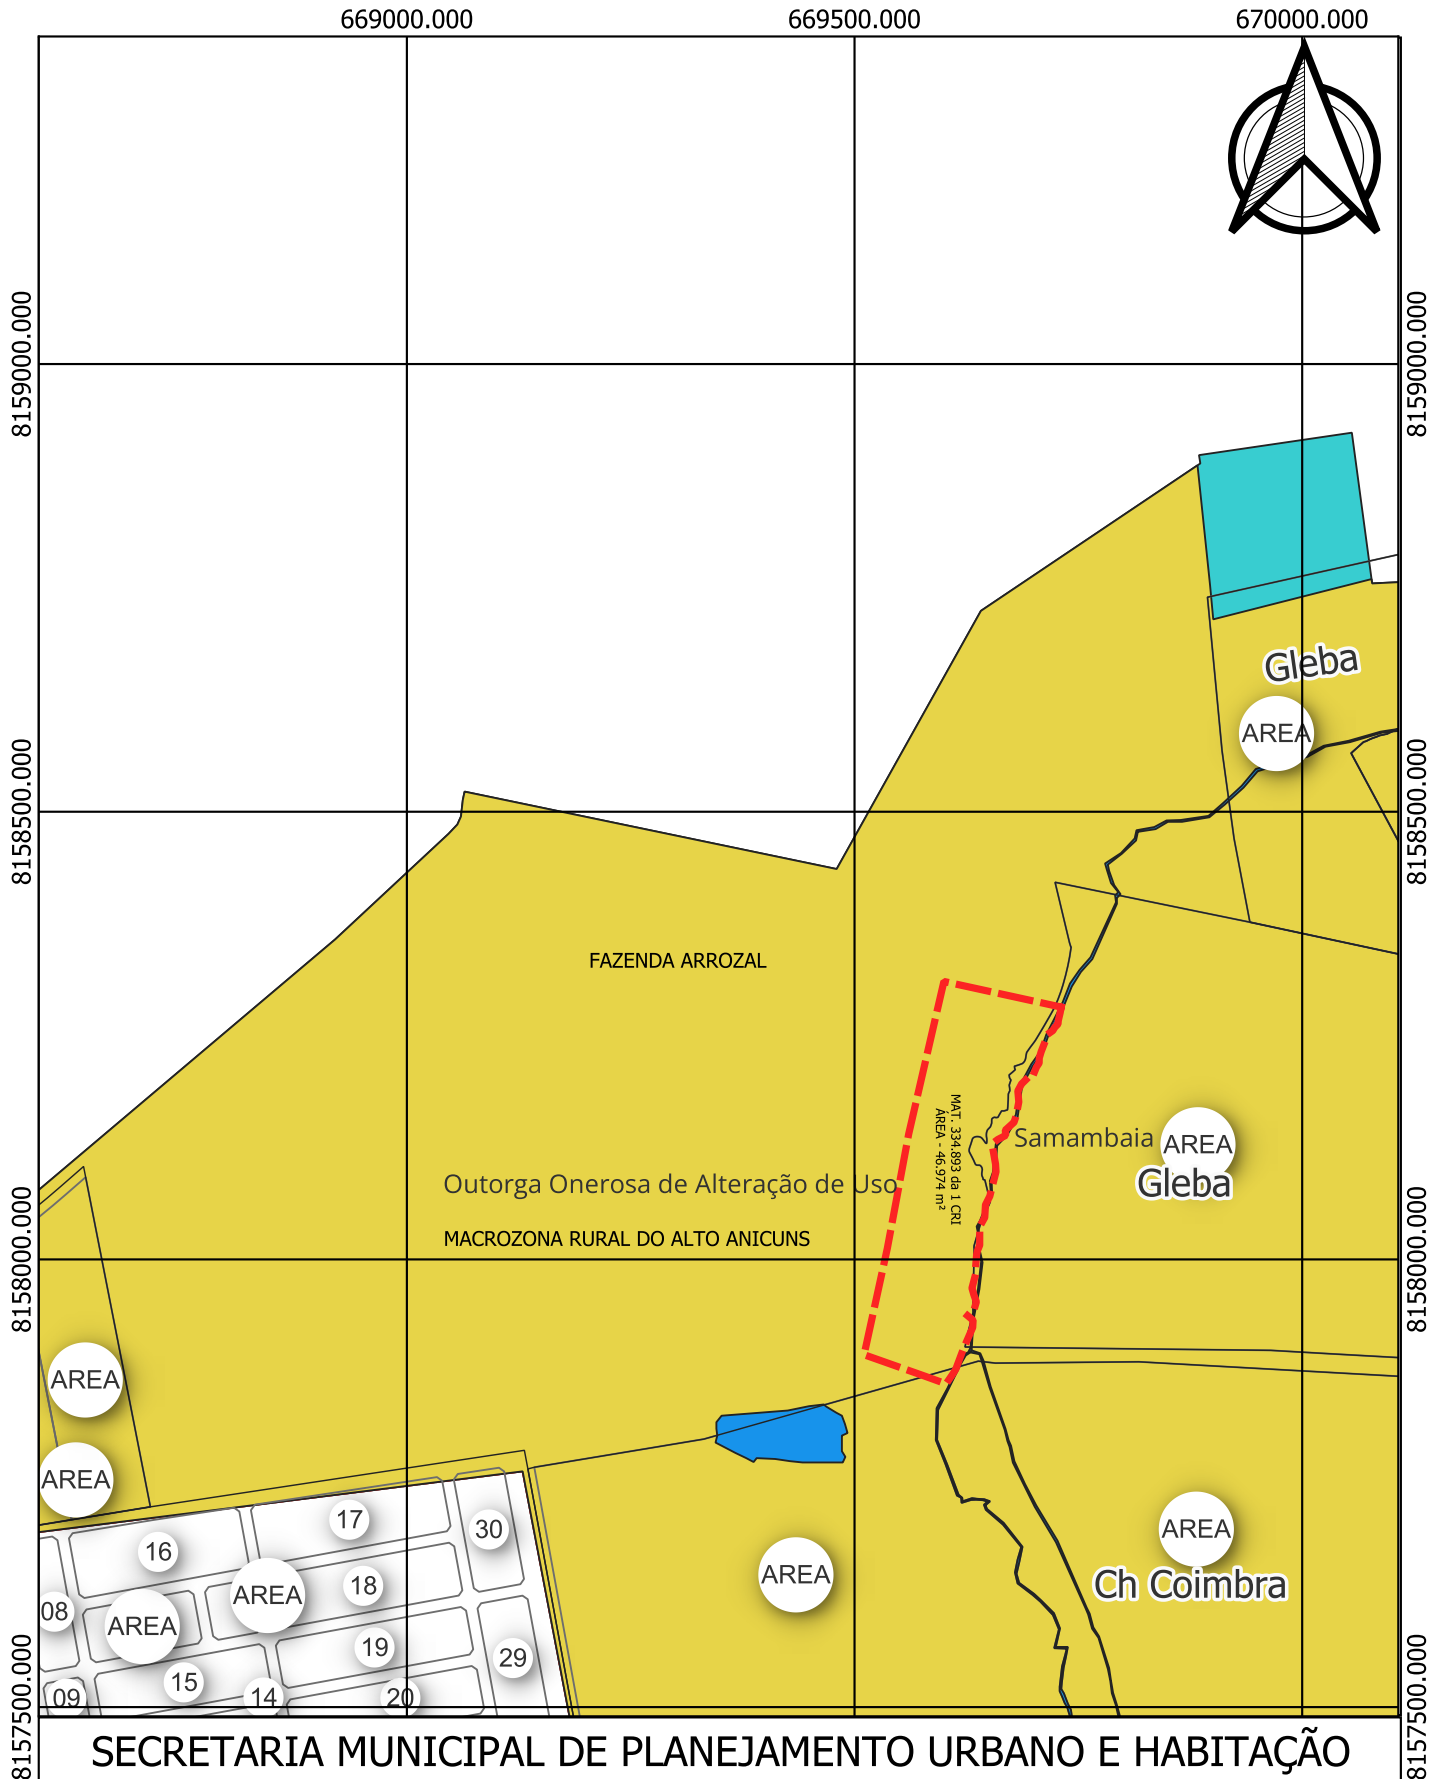 669000.000
669500.000
670000.000
8159000.000
8159000.000
Gleba
AREA
8158500.000
8158500.000
FAZENDA ARROZAL
MAT. 334.893 da 1 CRI
ÁREA - 46.974 m²
Samambaia
AREA
Gleba
Outorga Onerosa de Alteração de Uso
MACROZONA RURAL DO ALTO ANICUNS
8158000.000
8158000.000
AREA
AREA
17
30
16
AREA
AREA
18
AREA
Ch Coimbra
08
AREA
19
29
15
09
14
20
8157500.000
8157500.000
SECRETARIA MUNICIPAL DE PLANEJAMENTO URBANO E HABITAÇÃO